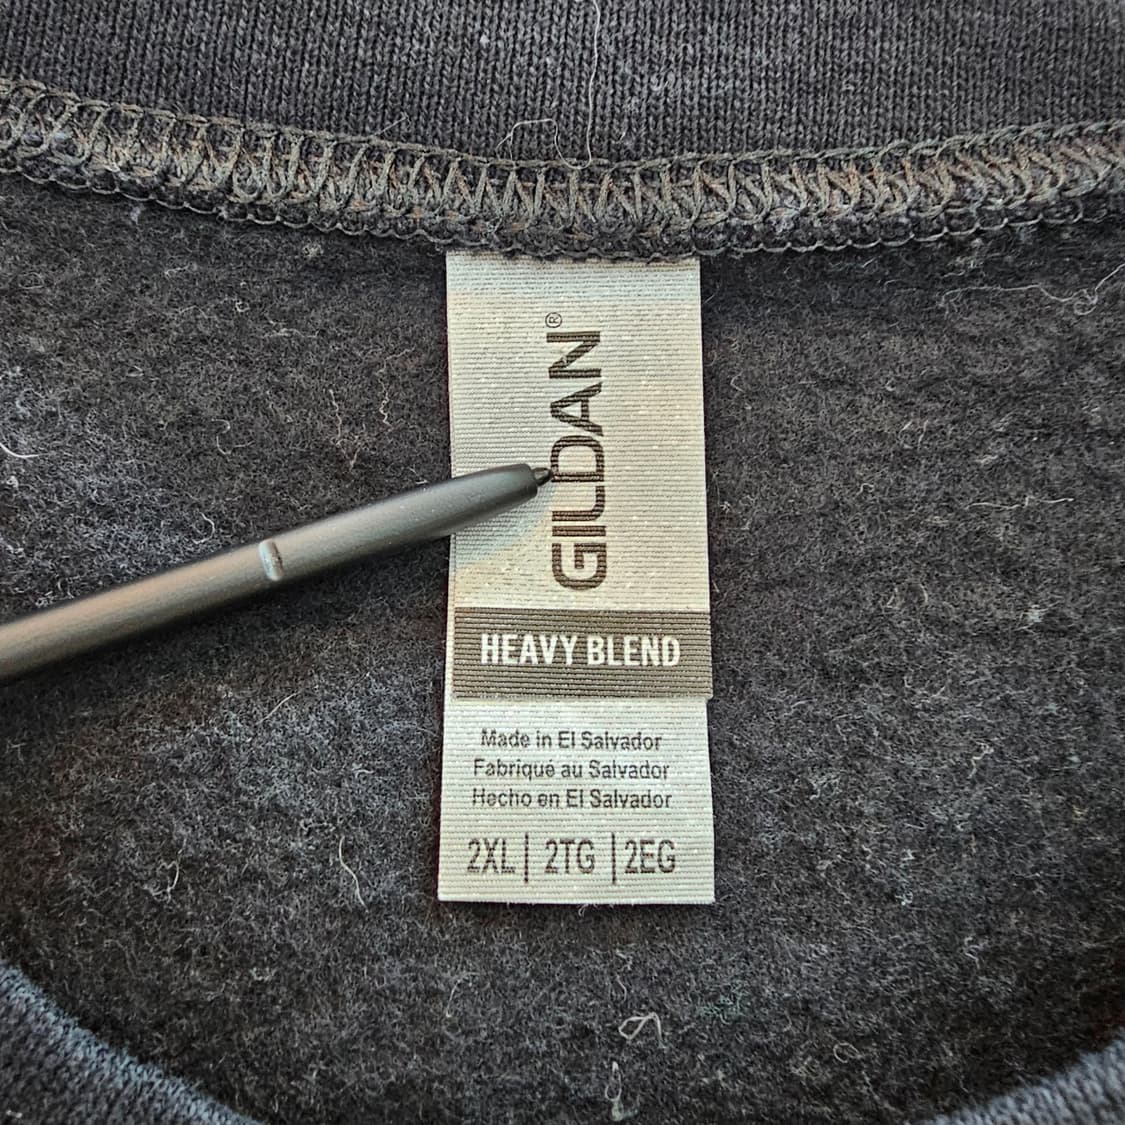 GILDAN®
HEAVY BLEND
Made in El Salvador
Fabriqué au Salvador
Hecho en El Salvador
2XL | 2TG | 2EG